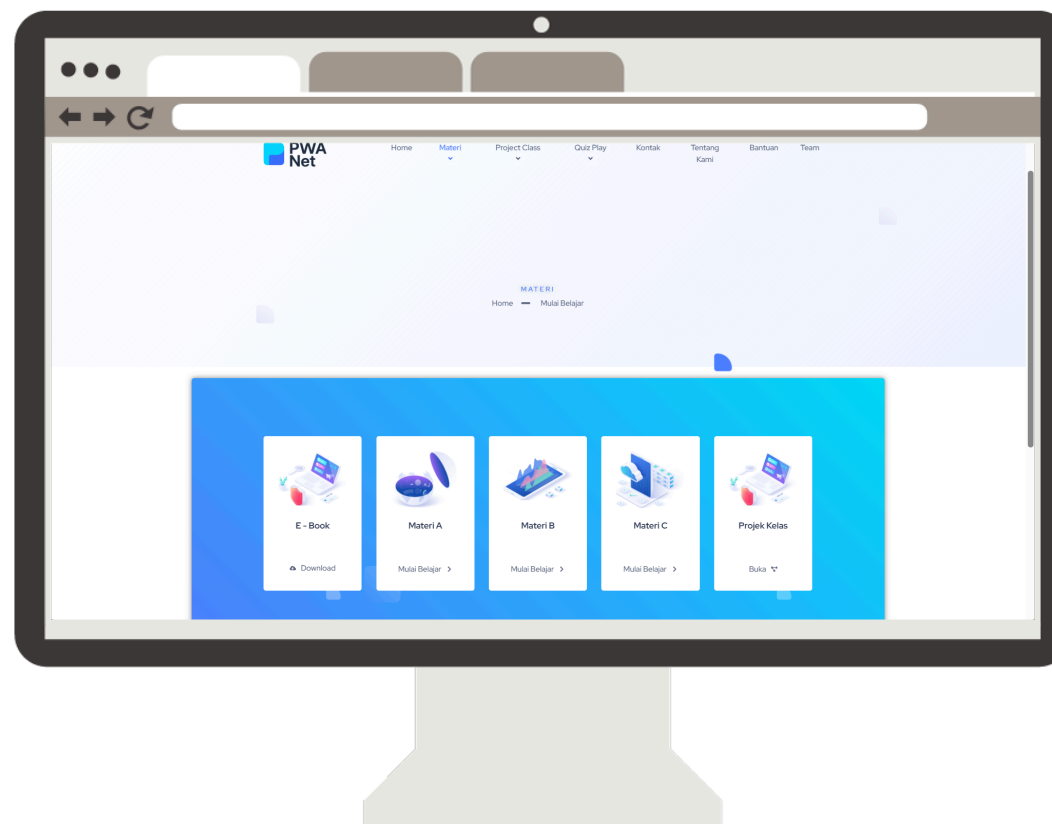 PWA
Net
Home Materi Project Class Quiz Play Kontak Tentang Kami Bantuan Team
MATERI
Home Mulai Belajar
E - Book Materi A Materi B Materi C Projek Kelas
Download Mulai Belajar Mulai Belajar Mulai Belajar Buka